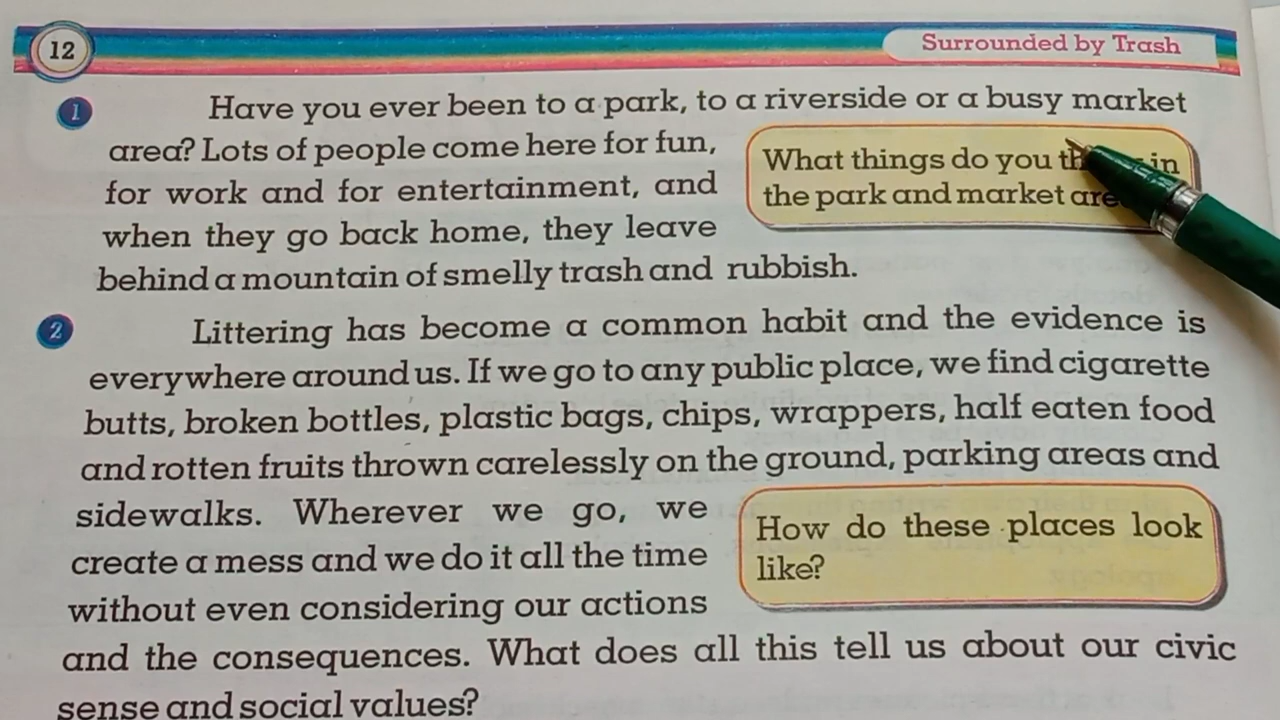 12
Surrounded by Trash
1
Have you ever been to a park, to a riverside or a busy market
area? Lots of people come here for fun,
for work and for entertainment, and
when they go back home, they leave
behind a mountain of smelly trash and rubbish.
What things do you in
the park and market
2
Littering has become a common habit and the evidence is
everywhere around us. If we go to any public place, we find cigarette
butts, broken bottles, plastic bags, chips, wrappers, half eaten food
and rotten fruits thrown carelessly on the ground, parking areas and
sidewalks. Wherever we go, we
create a mess and we do it all the time
without even considering our actions
and the consequences. What does all this tell us about our civic
sense and social values?
How do these places look
like?